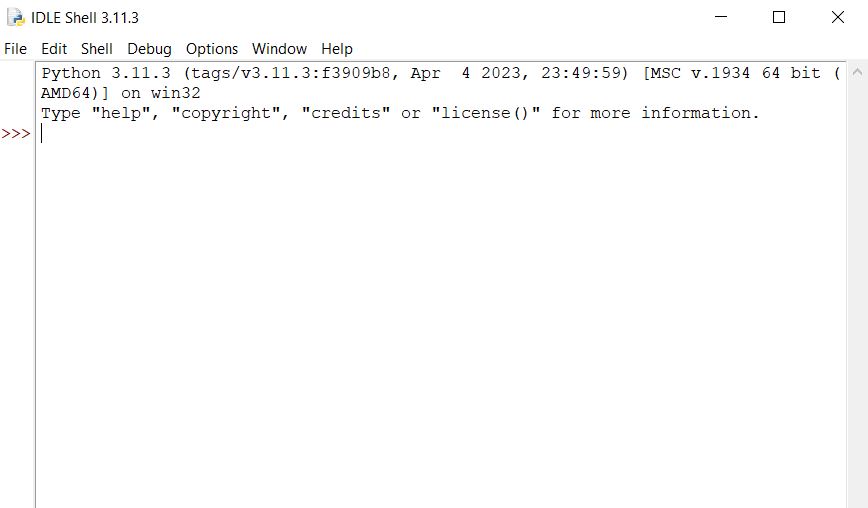 IDLE Shell 3.11.3
File Edit Shell Debug Options Window Help
Python 3.11.3 (tags/v3.11.3:f3909b8, Apr  4 2023, 23:49:59) [MSC v.1934 64 bit (
AMD64)] on win32
Type "help", "copyright", "credits" or "license()" for more information.
>>>